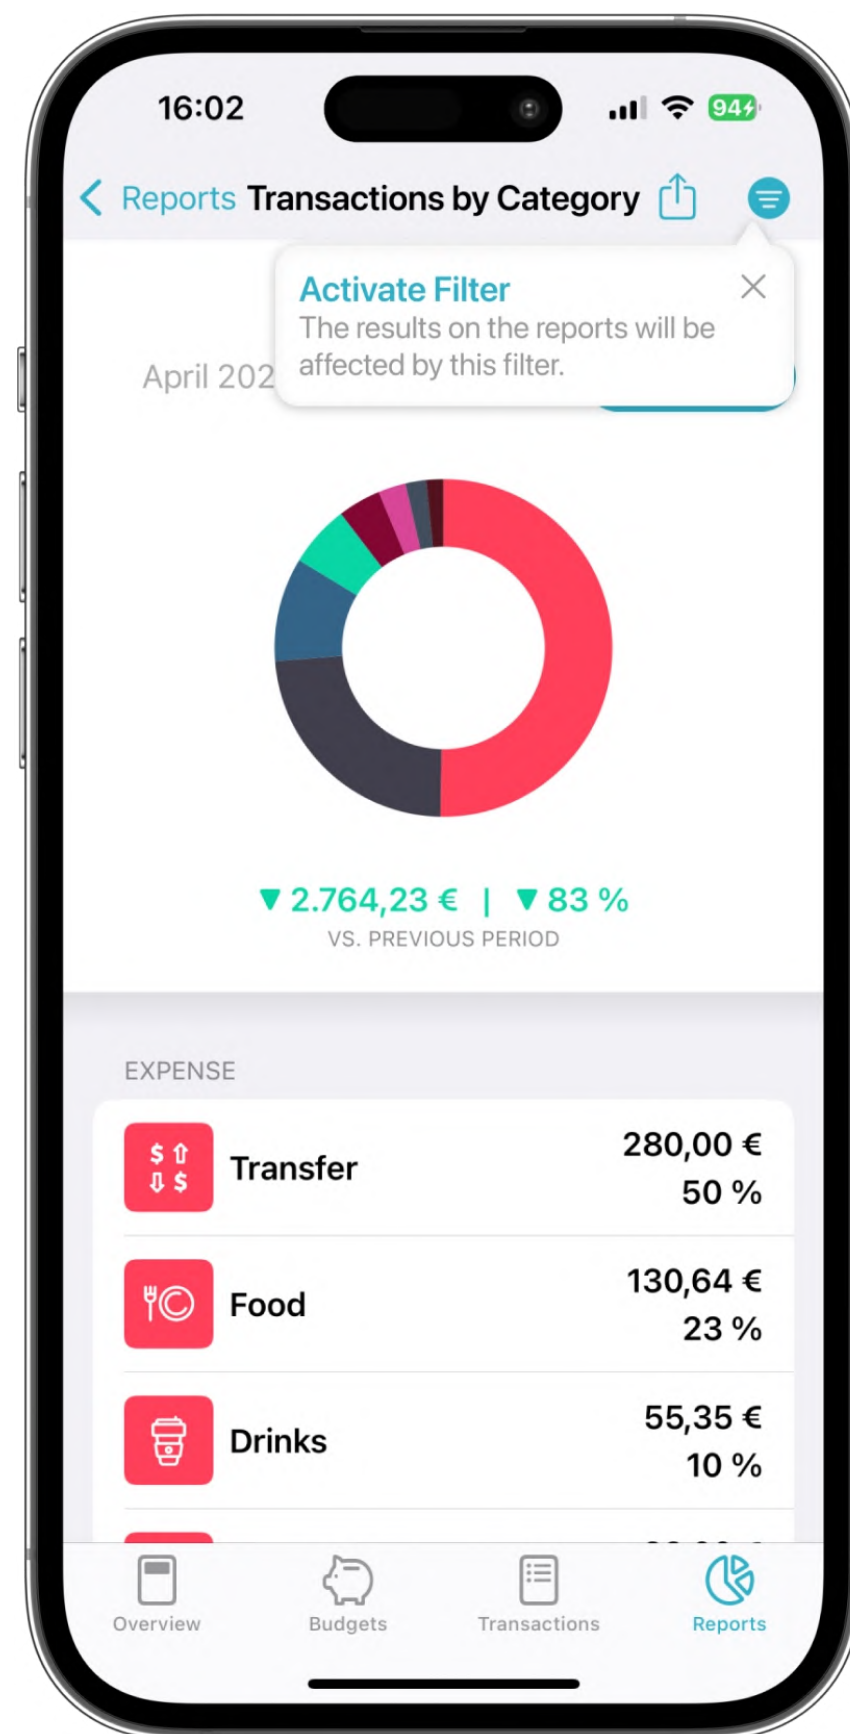 16:02
94
Reports Transactions by Category
Activate Filter
The results on the reports will be
affected by this filter.
April 202
▼ 2.764,23 € | ▼ 83 %
VS. PREVIOUS PERIOD
EXPENSE
Transfer 280,00 €
50 %
Food 130,64 €
23 %
Drinks 55,35 €
10 %
Overview Budgets Transactions Reports